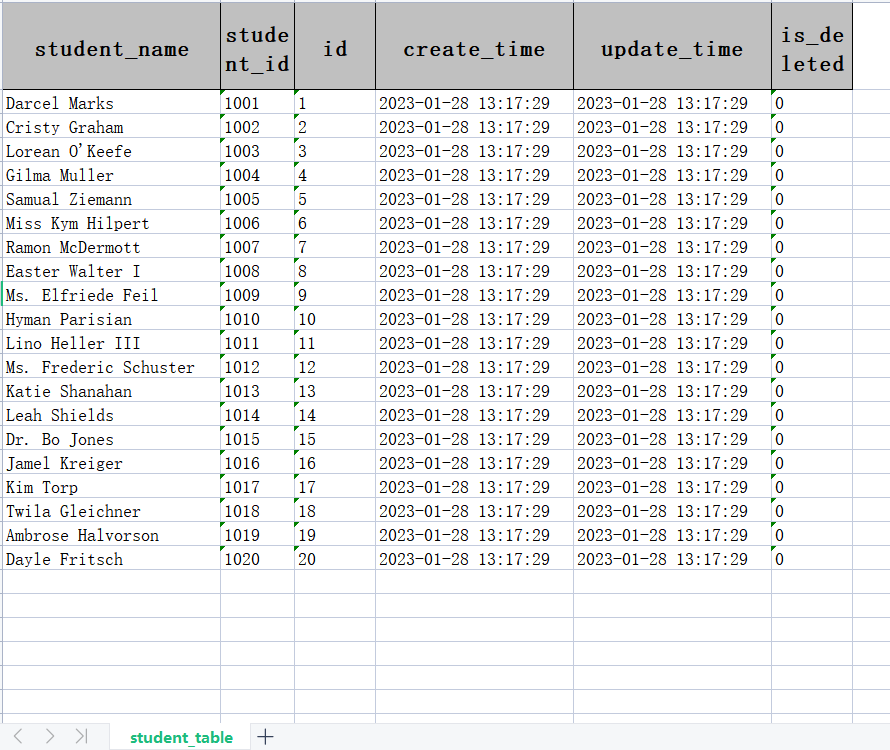 student_name stude nt_id id create_time update_time is_de leted
Darcel Marks 1001 1 2023-01-28 13:17:29 2023-01-28 13:17:29 0
Cristy Graham 1002 2 2023-01-28 13:17:29 2023-01-28 13:17:29 0
Lorean O'Keefe 1003 3 2023-01-28 13:17:29 2023-01-28 13:17:29 0
Gilma Muller 1004 4 2023-01-28 13:17:29 2023-01-28 13:17:29 0
Samual Ziemann 1005 5 2023-01-28 13:17:29 2023-01-28 13:17:29 0
Miss Kym Hilpert 1006 6 2023-01-28 13:17:29 2023-01-28 13:17:29 0
Ramon McDermott 1007 7 2023-01-28 13:17:29 2023-01-28 13:17:29 0
Easter Walter I 1008 8 2023-01-28 13:17:29 2023-01-28 13:17:29 0
Ms. Elfriede Feil 1009 9 2023-01-28 13:17:29 2023-01-28 13:17:29 0
Hyman Parisian 1010 10 2023-01-28 13:17:29 2023-01-28 13:17:29 0
Lino Heller III 1011 11 2023-01-28 13:17:29 2023-01-28 13:17:29 0
Ms. Frederic Schuster 1012 12 2023-01-28 13:17:29 2023-01-28 13:17:29 0
Katie Shanahan 1013 13 2023-01-28 13:17:29 2023-01-28 13:17:29 0
Leah Shields 1014 14 2023-01-28 13:17:29 2023-01-28 13:17:29 0
Dr. Bo Jones 1015 15 2023-01-28 13:17:29 2023-01-28 13:17:29 0
Jamel Kreiger 1016 16 2023-01-28 13:17:29 2023-01-28 13:17:29 0
Kim Torp 1017 17 2023-01-28 13:17:29 2023-01-28 13:17:29 0
Twila Gleichner 1018 18 2023-01-28 13:17:29 2023-01-28 13:17:29 0
Ambrose Halvorson 1019 19 2023-01-28 13:17:29 2023-01-28 13:17:29 0
Dayle Fritsch 1020 20 2023-01-28 13:17:29 2023-01-28 13:17:29 0
student_table